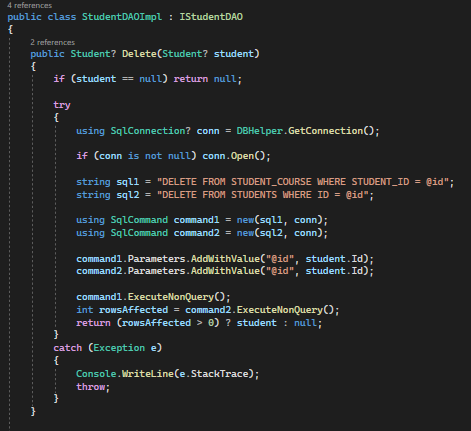 4 references
public class StudentDAOImpl : IStudentDAO
{
2 references
public Student? Delete(Student? student)
{
if (student == null) return null;
try
{
using SqlConnection? conn = DBHelper.GetConnection();
if (conn is not null) conn.Open();
string sql1 = "DELETE FROM STUDENT_COURSE WHERE STUDENT_ID = @id";
string sql2 = "DELETE FROM STUDENTS WHERE ID = @id";
using SqlCommand command1 = new(sql1, conn);
using SqlCommand command2 = new(sql2, conn);
command1.Parameters.AddWithValue("@id", student.Id);
command2.Parameters.AddWithValue("@id", student.Id);
command1.ExecuteNonQuery();
int rowsAffected = command2.ExecuteNonQuery();
return (rowsAffected > 0) ? student : null;
}
catch (Exception e)
{
Console.WriteLine(e.StackTrace);
throw;
}
}